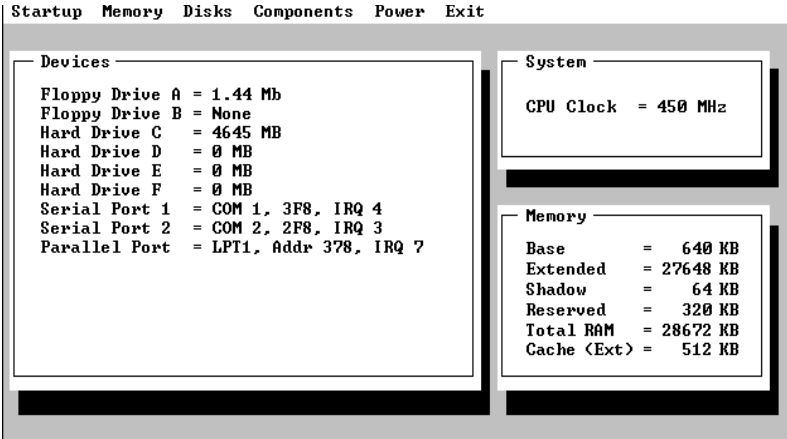 Startup Memory Disks Components Power Exit
Devices
Floppy Drive A = 1.44 Mb
Floppy Drive B = None
Hard Drive C = 4645 MB
Hard Drive D = 0 MB
Hard Drive E = 0 MB
Hard Drive F = 0 MB
Serial Port 1 = COM 1, 3F8, IRQ 4
Serial Port 2 = COM 2, 2F8, IRQ 3
Parallel Port = LPT1, Addr 378, IRQ 7
System
CPU Clock = 450 MHz
Memory
Base = 640 KB
Extended = 27648 KB
Shadow = 64 KB
Reserved = 320 KB
Total RAM = 28672 KB
Cache (Ext) = 512 KB